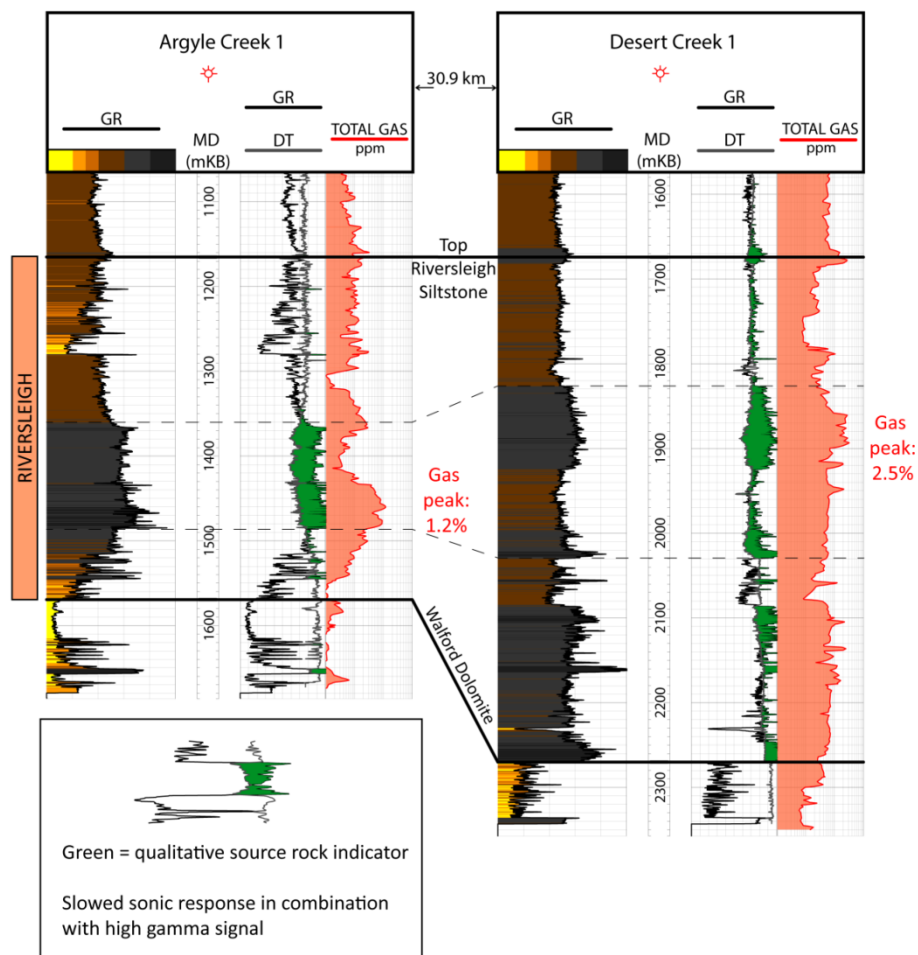 Argyle Creek 1
GR
MD
(mKB)
GR
DT
TOTAL GAS
ppm
30.9 km
Desert Creek 1
GR
MD
(mKB)
GR
DT
TOTAL GAS
ppm
RIVERSLEIGH
1100
1200
1300
1400
1500
1600
Gas
peak:
1.2%
Top
Riversleigh
Siltstone
Walford Dolomite
1600
1700
1800
1900
2000
2100
2200
2300
Gas
peak:
2.5%
Green = qualitative source rock indicator
Slowed sonic response in combination
with high gamma signal